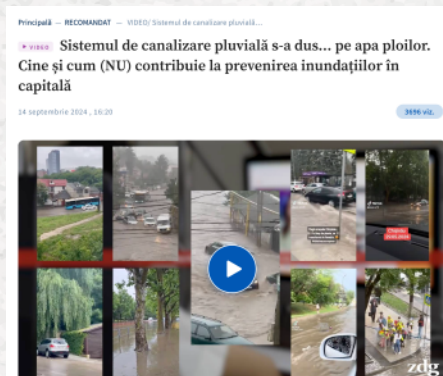 Principală — RECOMANDAT — VIDEO/ Sistemul de canalizare pluvială...
VIDEO Sistemul de canalizare pluvială s-a dus... pe apa ploilor.
Cine și cum (NU) contribuie la prevenirea inundațiilor în
capitală
14 septembrie 2024 , 16:20
3696 viz.
zdg